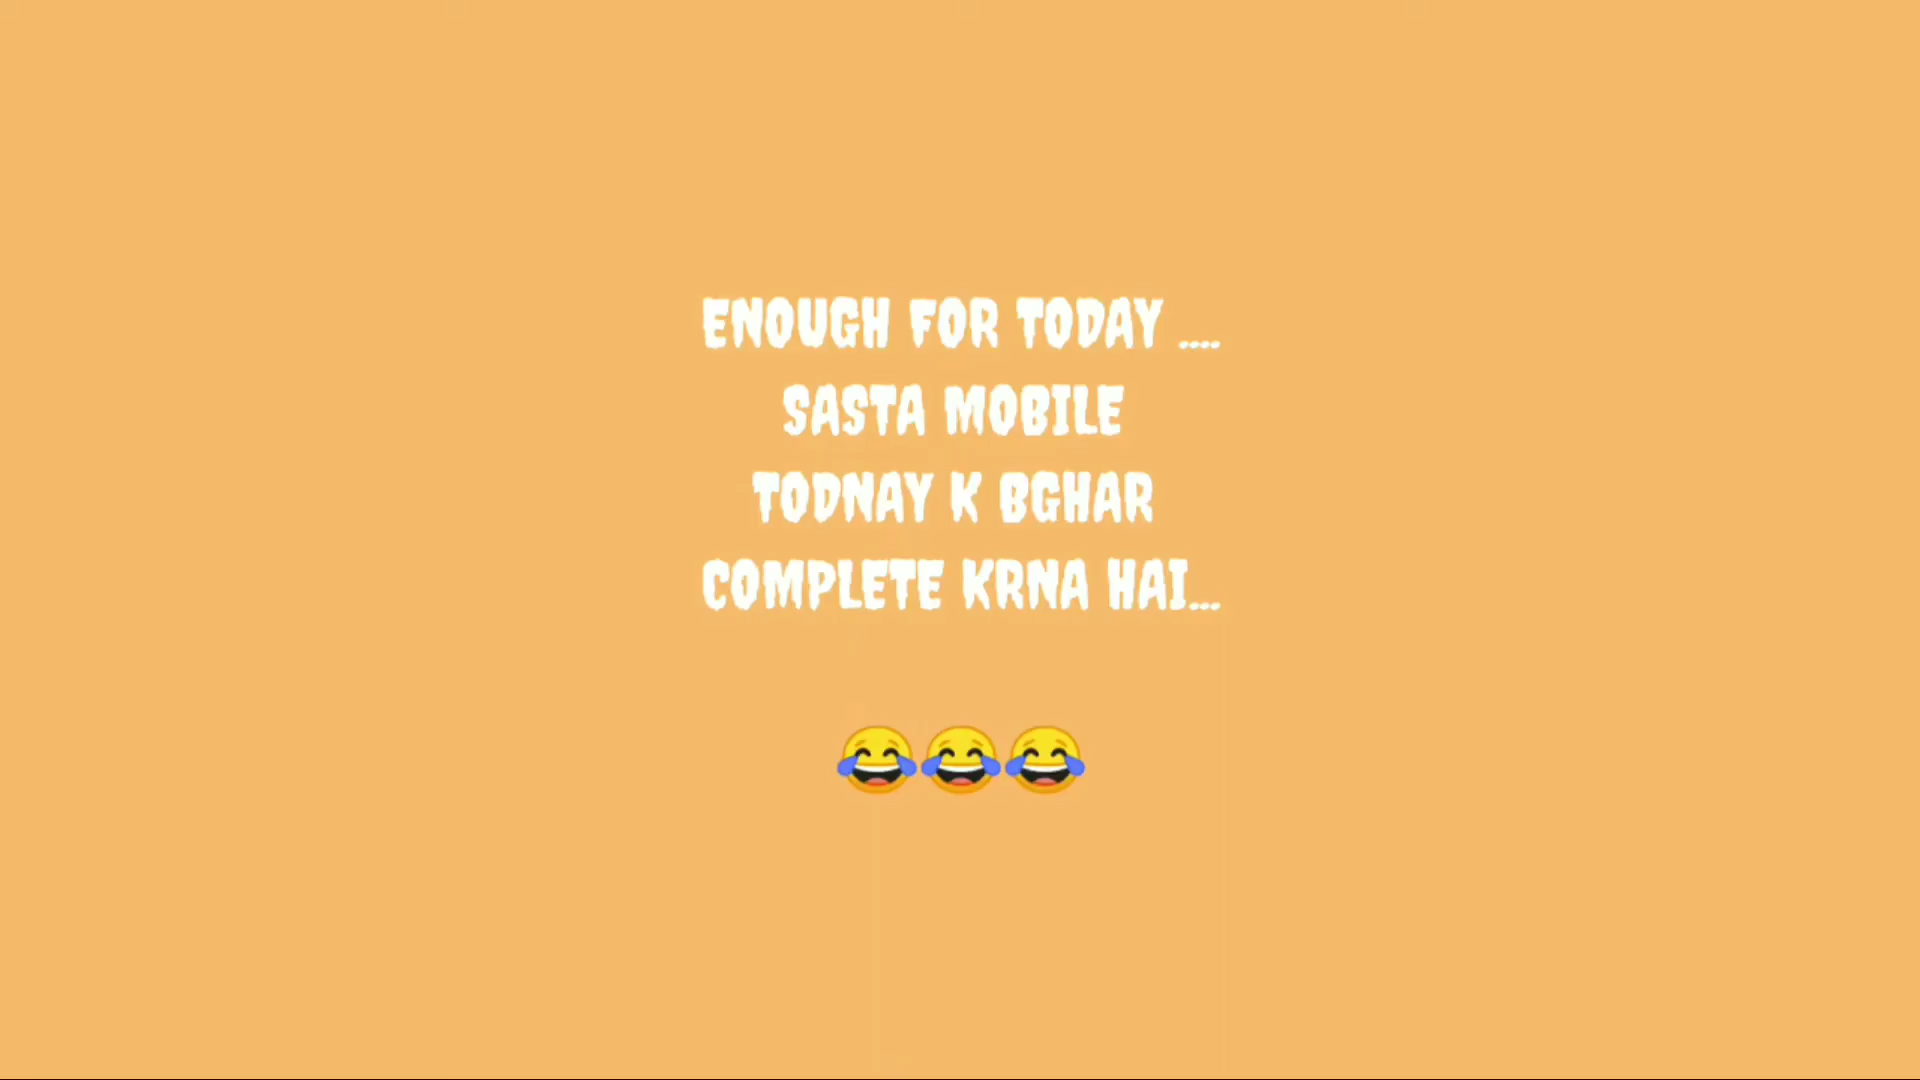 ENOUGH FOR TODAY ....
SASTA MOBILE
TODNAY K BGHAR
COMPLETE KRNA HAI...
😂😂😂